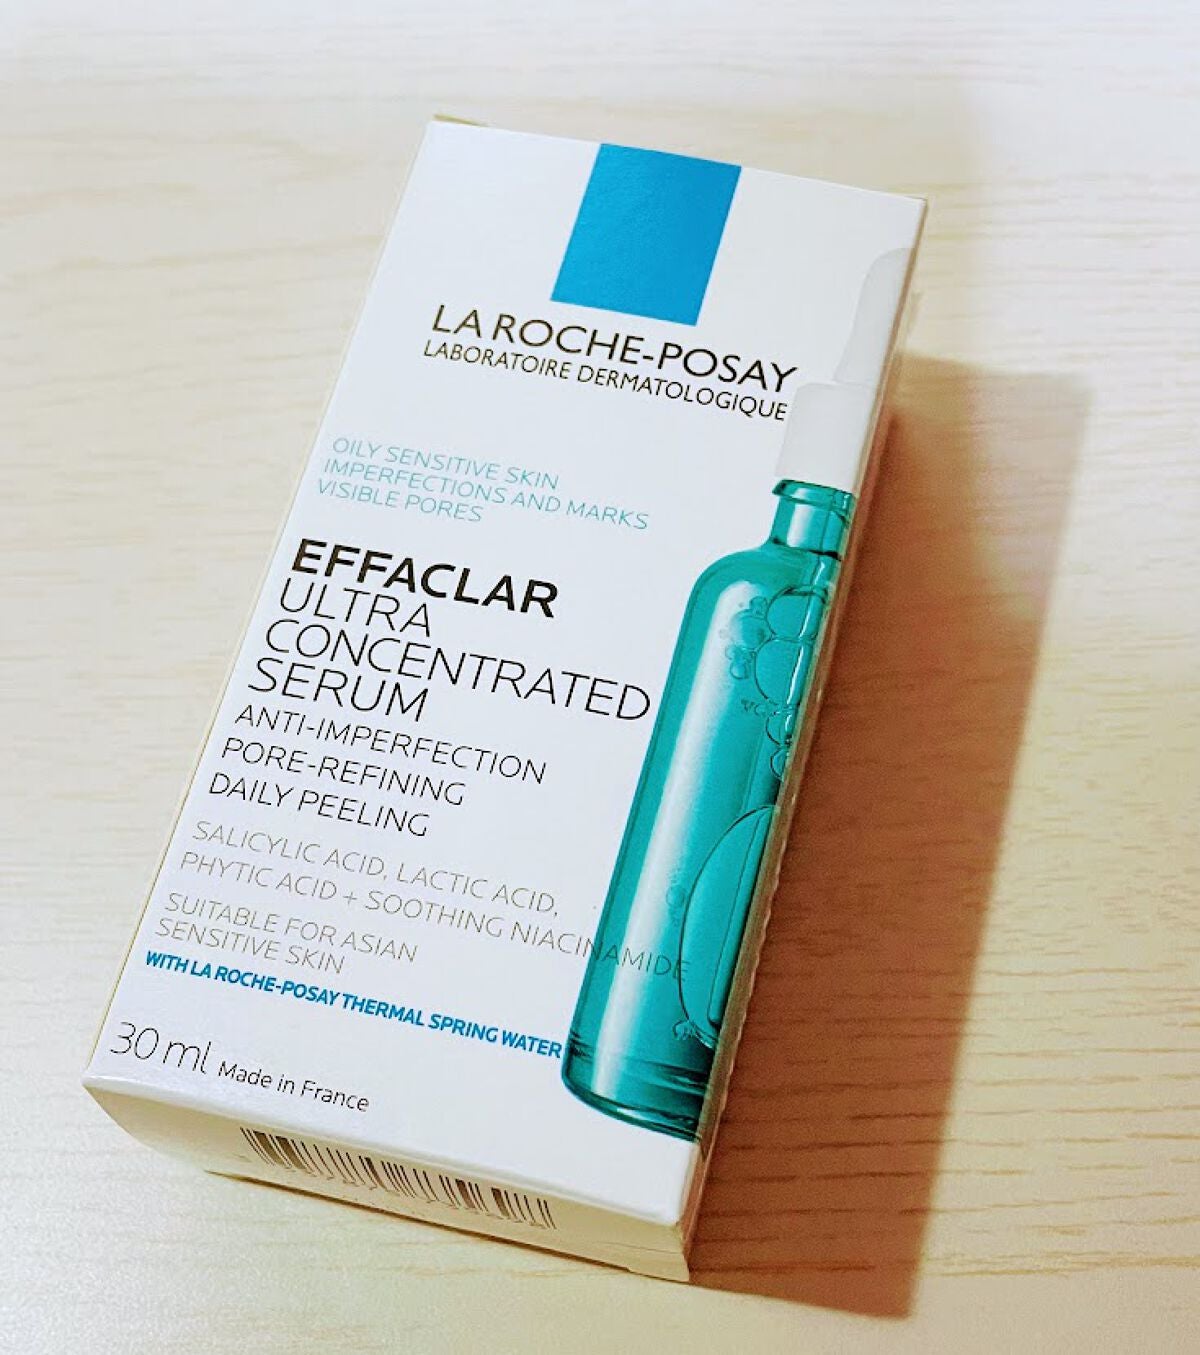 LA ROCHE-POSAY
LABORATOIRE DERMATOLOGIQUE
OILY SENSITIVE SKIN
IMPERFECTIONS AND MARKS
VISIBLE PORES
EFFACLAR
ULTRA
CONCENTRATED
SERUM
ANTI-IMPERFECTION
PORE-REFINING
DAILY PEELING
SALICYLIC ACID, LACTIC ACID,
PHYTIC ACID + SOOTHING NIACINAMIDE
SUITABLE FOR ASIAN
SENSITIVE SKIN
WITH LA ROCHE-POSAY THERMAL SPRING WATER
30 ml Made in France